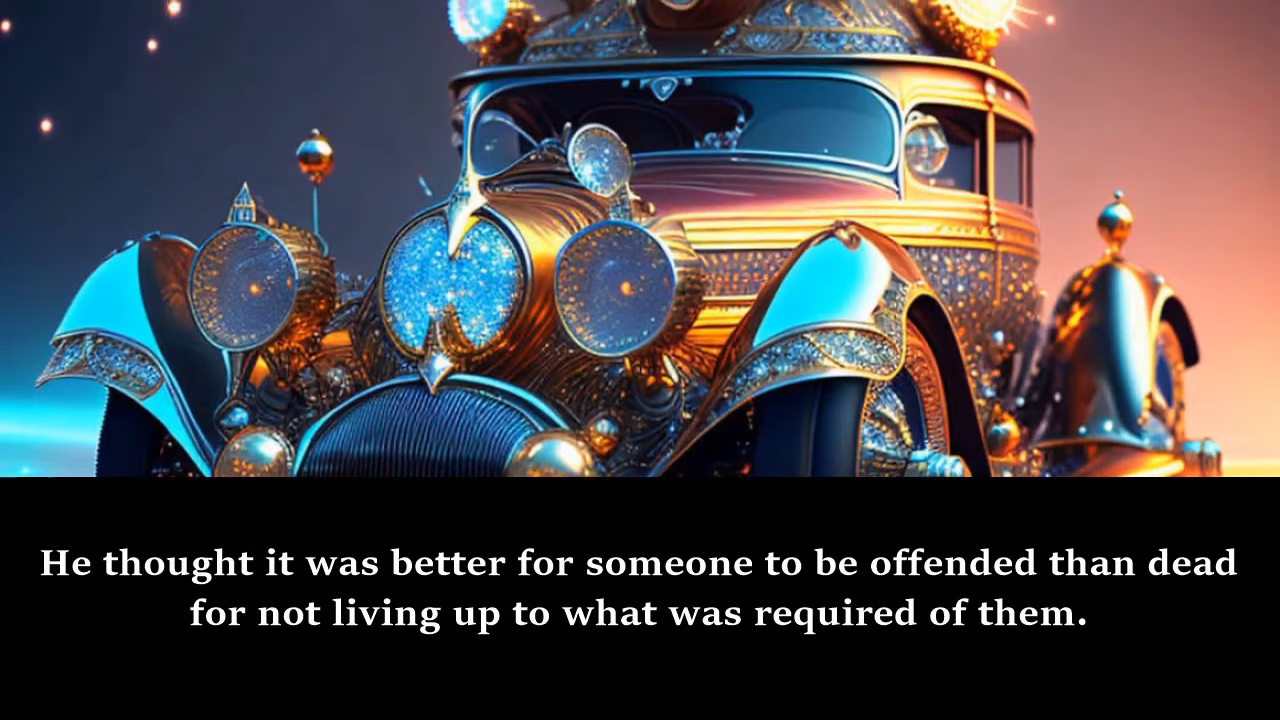 He thought it was better for someone to be offended than dead
for not living up to what was required of them.